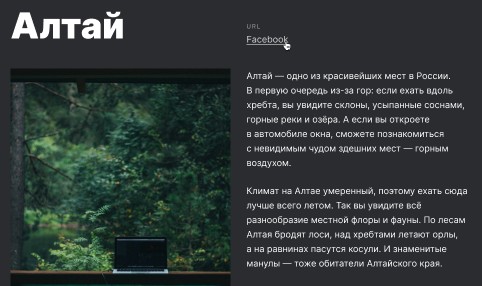 Алтай
URL
Facebook
Алтай — одно из красивейших мест в России.
В первую очередь из-за гор: если ехать вдоль
хребта, вы увидите склоны, усыпанные соснами,
горные реки и озёра. А если вы откроете
в автомобиле окна, сможете познакомиться
с невидимым чудом здешних мест — горным
воздухом.
Климат на Алтае умеренный, поэтому ехать сюда
лучше всего летом. Так вы увидите всё
разнообразие местной флоры и фауны. По лесам
Алтая бродят лоси, над хребтами летают орлы,
а на равнинах пасутся косули. И знаменитые
манулы — тоже обитатели Алтайского края.